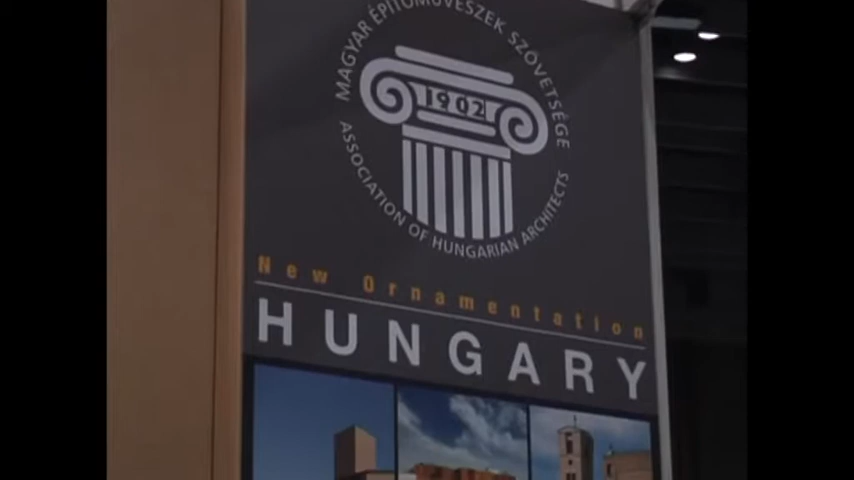 MAGYAR ÉPÍTŐMŰVÉSZEK SZÖVETSÉGE
1902
ASSOCIATION OF HUNGARIAN ARCHITECTS
New Ornamentation
HUNGARY